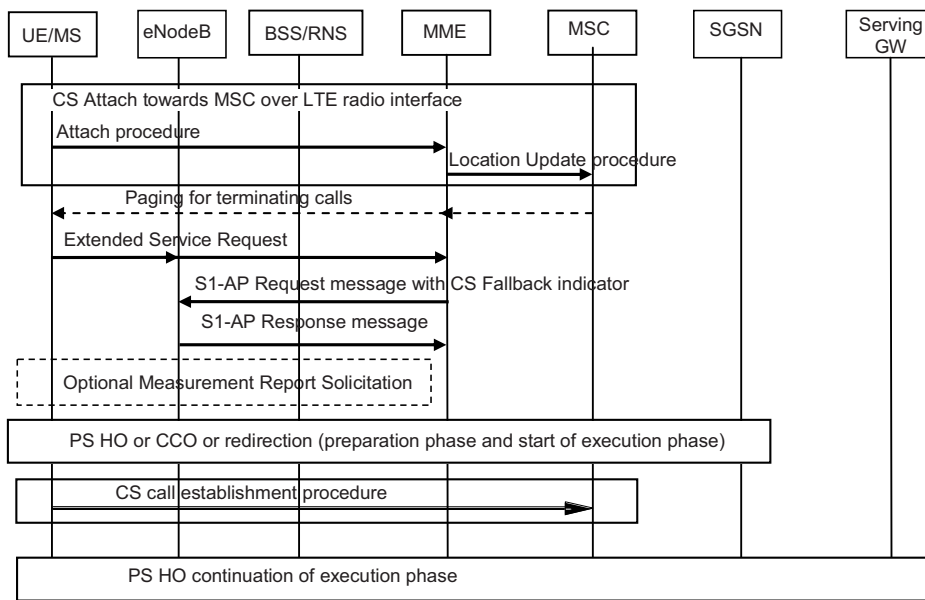 UE/MS
eNodeB
BSS/RNS
MME
MSC
SGSN
Serving
GW
CS Attach towards MSC over LTE radio interface
Attach procedure
Location Update procedure
Paging for terminating calls
Extended Service Request
S1-AP Request message with CS Fallback indicator
S1-AP Response message
Optional Measurement Report Solicitation
PS HO or CCO or redirection (preparation phase and start of execution phase)
CS call establishment procedure
PS HO continuation of execution phase